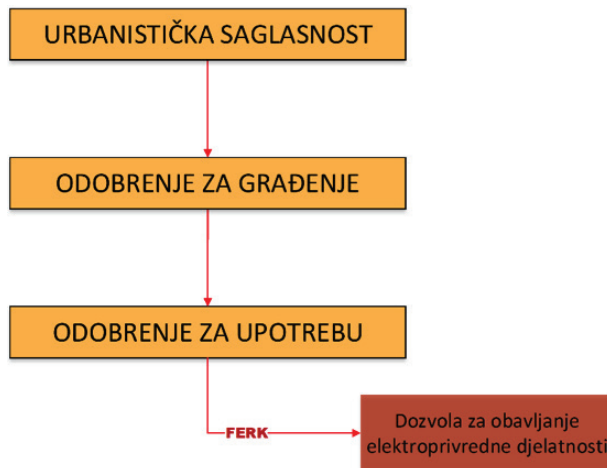 URBANISTIČKA SAGLASNOST
ODOBRENJE ZA GRAĐENJE
ODOBRENJE ZA UPOTREBU
FERK
Dozvola za obavljanje
elektroprivredne djelatnosti